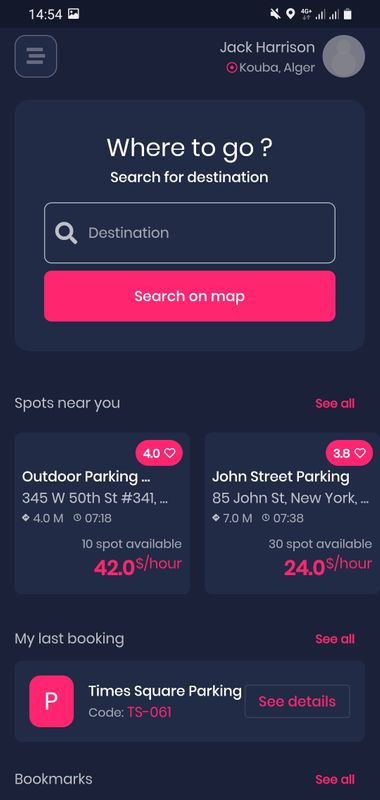 14:54
4G+
Jack Harrison
Kouba, Alger
Where to go ?
Search for destination
Destination
Search on map
Spots near you
See all
4.0
Outdoor Parking ...
345 W 50th St #341, ...
4.0 M 07:18
10 spot available
42.0$/hour
3.8
John Street Parking
85 John St, New York, ...
7.0 M 07:38
30 spot available
24.0$/hour
My last booking
See all
P
Times Square Parking
Code: TS-061
See details
Bookmarks
See all